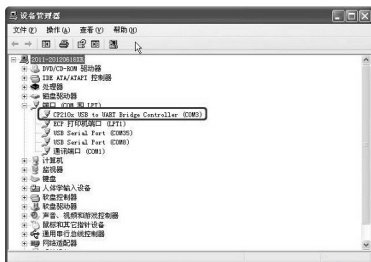 设备管理器
文件(F) 操作(A) 查看(V) 帮助(H)
DVD/CD-ROM 驱动器
IDE ATA/ATAPI 控制器
处理器
磁盘驱动器
端口 (COM 和 LPT)
CP210x USB to UART Bridge Controller (COM3)
ECP 打印机端口 (LPT1)
USB Serial Port (COM35)
USB Serial Port (COM8)
通讯端口 (COM1)
计算机
监视器
键盘
人体学输入设备
软盘控制器
软盘驱动器
声音、视频和游戏控制器
鼠标和其它指针设备
通用串行总线控制器
网络适配器